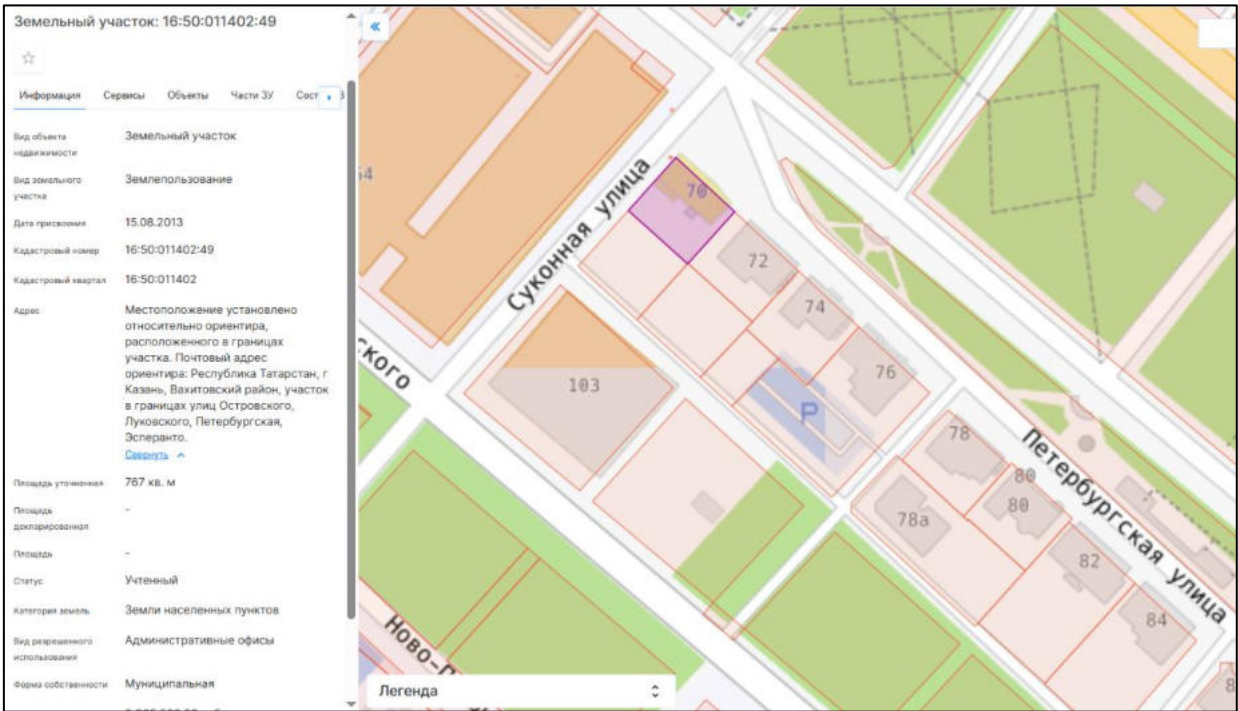 Земельный участок: 16:50:011402:49
Информация Сервисы Объекты Части ЗУ Сост
Вид объекта недвижимости Земельный участок
Вид земельного участка Землепользование
Дата присвоения 15.08.2013
Кадастровый номер 16:50:011402:49
Кадастровый квартал 16:50:011402
Адрес Местоположение установлено
относительно ориентира,
расположенного в границах
участка. Почтовый адрес
ориентира: Республика Татарстан, г
Казань, Вахитовский район, участок
в границах улиц Островского,
Луковского, Петербургская,
Эсперанто.
Свернуть
Площадь уточненная 767 кв. м
Площадь декларированная -
Площадь -
Статус Учтенный
Категория земель Земли населенных пунктов
Вид разрешенного использования Административные офисы
Форма собственности Муниципальная
«
64
70
Суконная улица
72
74
76
103
P
78
80
80
78а
82
84
Петербургская улица
ского
Ново-П
8
Легенда